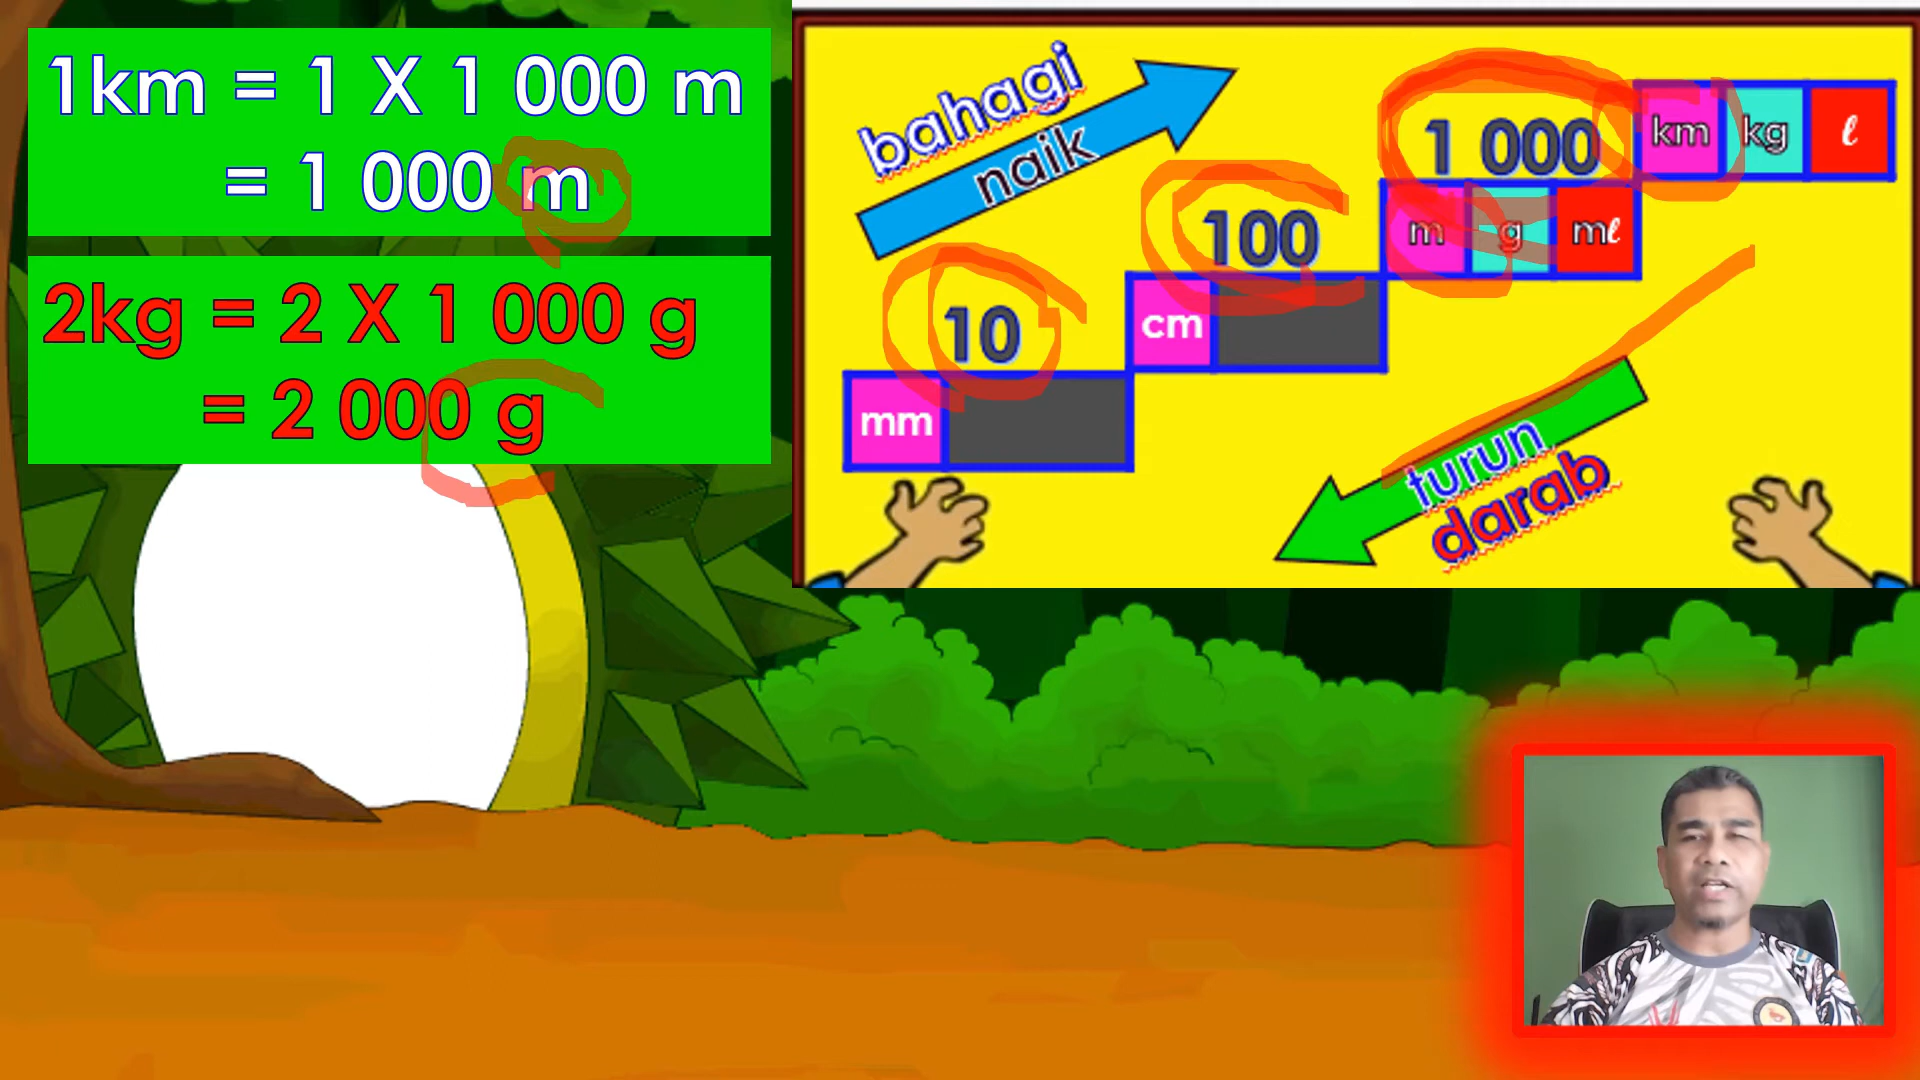 1km = 1 X 1 000 m
= 1 000 m
2kg = 2 X 1 000 g
= 2 000 g
bahagi
naik
1 000
km kg ℓ
100
m g mℓ
10
cm
mm
turun
darab